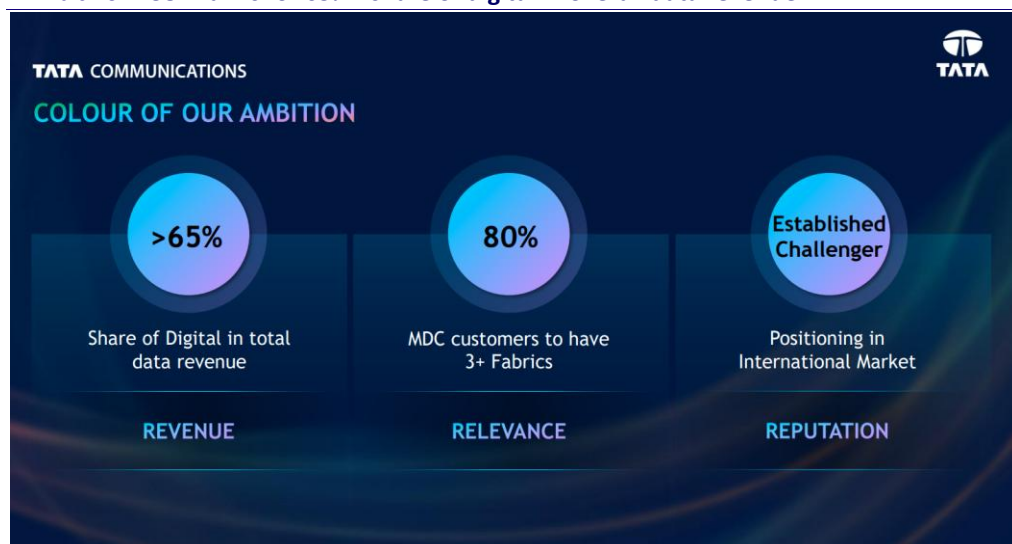 TATA COMMUNICATIONS
TATA
COLOUR OF OUR AMBITION
>65%
Share of Digital in total
data revenue
REVENUE
80%
MDC customers to have
3+ Fabrics
RELEVANCE
Established
Challenger
Positioning in
International Market
REPUTATION